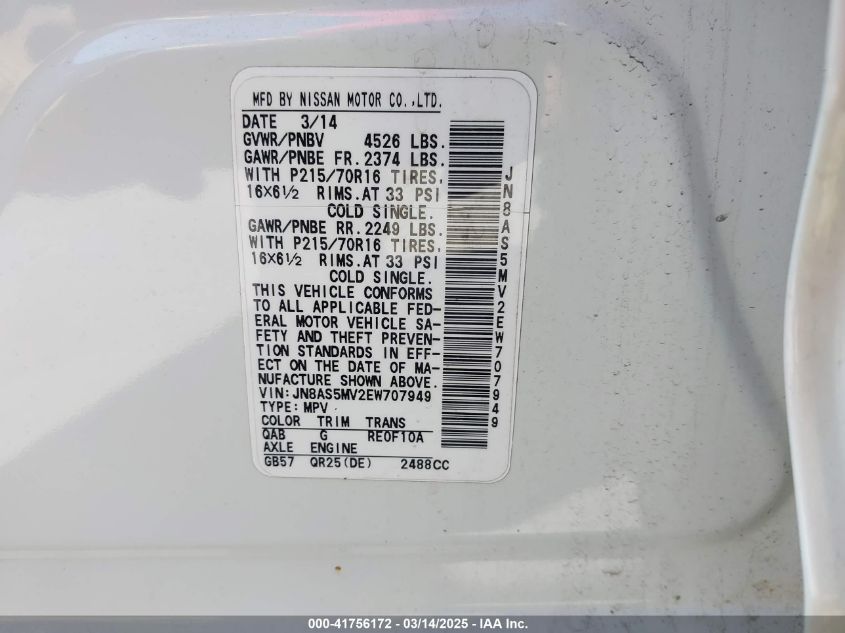 MFD BY NISSAN MOTOR CO.,LTD.
DATE 3/14
GVWR/PNBV 4526 LBS.
GAWR/PNBE FR. 2374 LBS.
WITH P215/70R16 TIRES,
16X6½ RIMS.AT 33 PSI
COLD SINGLE.
GAWR/PNBE RR. 2249 LBS.
WITH P215/70R16 TIRES,
16X6½ RIMS.AT 33 PSI
COLD SINGLE.
THIS VEHICLE CONFORMS
TO ALL APPLICABLE FED-
ERAL MOTOR VEHICLE SA-
FETY AND THEFT PREVEN-
TION STANDARDS IN EFF-
ECT ON THE DATE OF MA-
NUFACTURE SHOWN ABOVE.
VIN:JN8AS5MV2EW707949
TYPE: MPV
COLOR TRIM TRANS
QAB G RE0F10A
AXLE ENGINE
GB57 QR25(DE) 2488CC
JN8AS5MV2EW707949
000-41756172 — 03/14/2025 — IAA Inc.